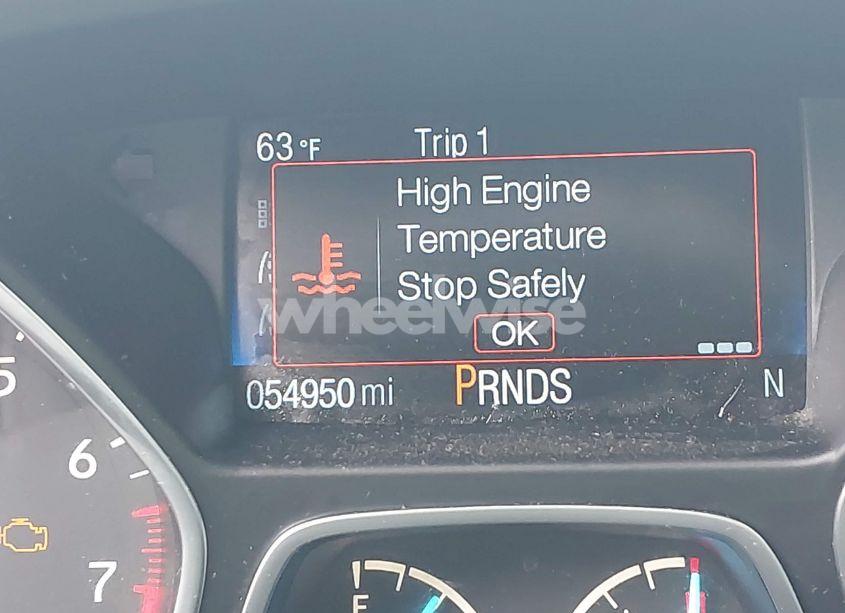 63 °F Trip 1
High Engine
Temperature
Stop Safely
OK
wheelwise
054950 mi PRNDS N
5
6
7
F